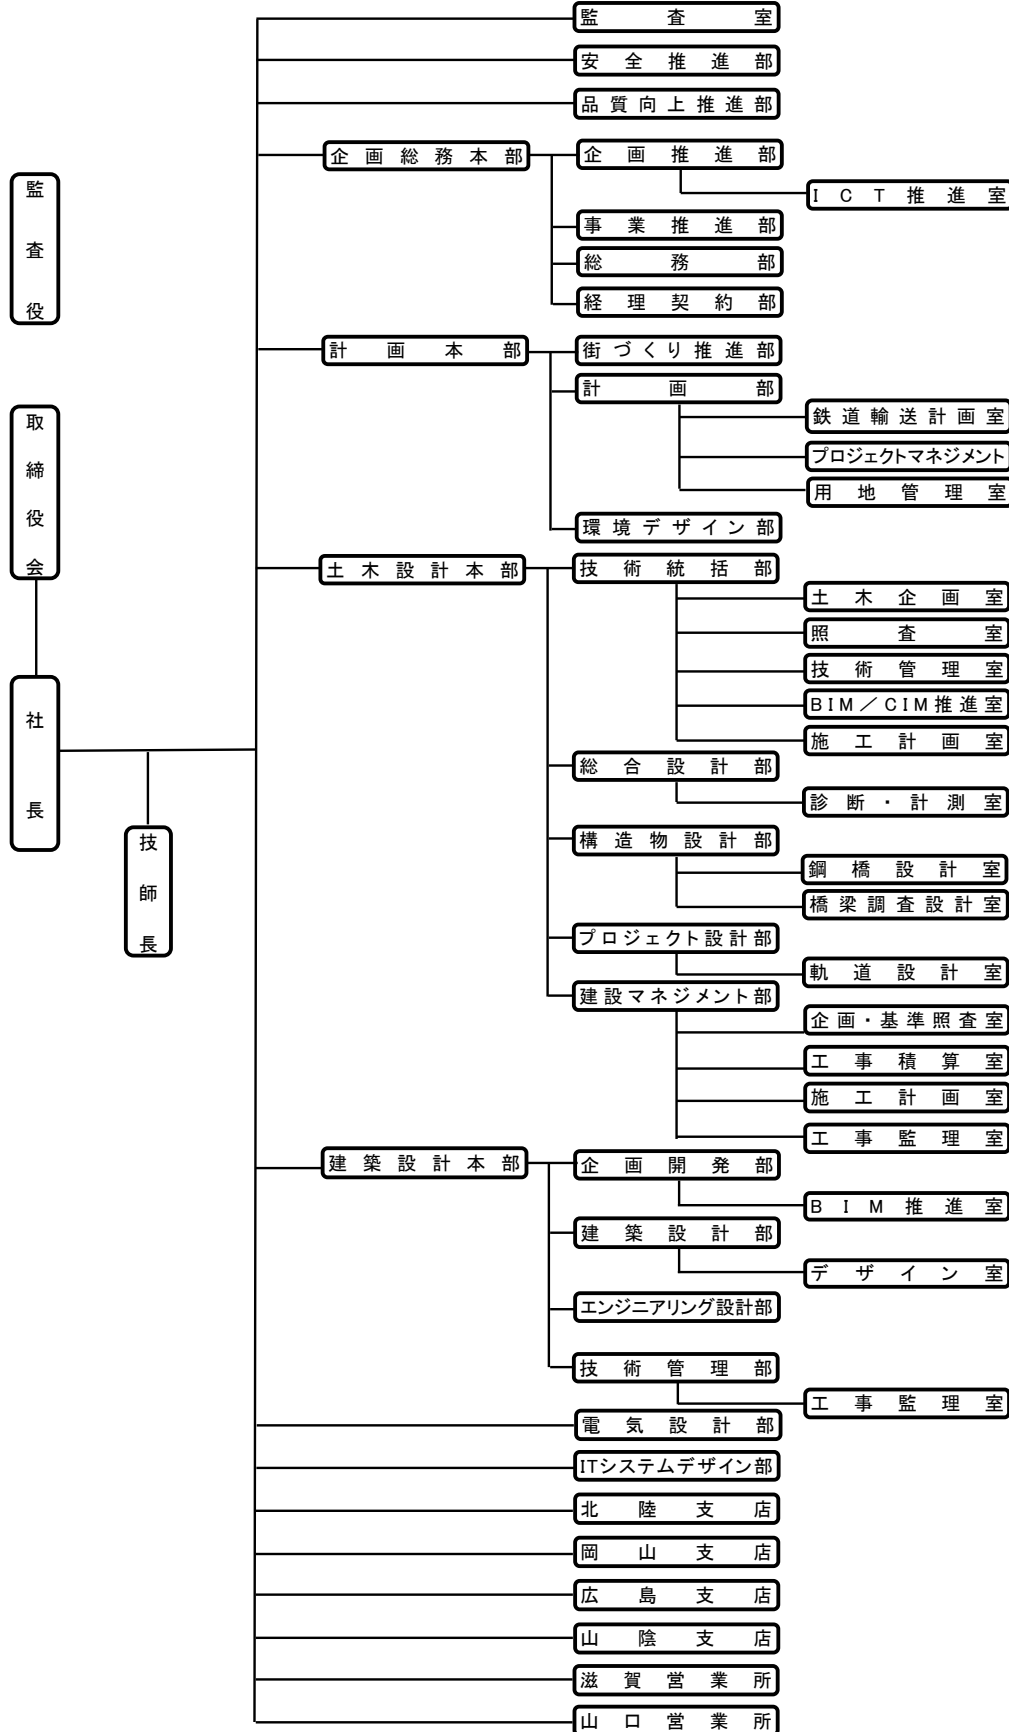 監査室
安全推進部
品質向上推進部
企画総務本部
企画推進部
ICT推進室
事業推進部
総務部
経理契約部
監査役
計画本部
街づくり推進部
計画部
鉄道輸送計画室
プロジェクトマネジメント
用地管理室
環境デザイン部
取締役会
土木設計本部
技術統括部
土木企画室
照査室
技術管理室
BIM／CIM推進室
施工計画室
総合設計部
診断・計測室
構造物設計部
鋼橋設計室
橋梁調査設計室
プロジェクト設計部
軌道設計室
建設マネジメント部
企画・基準照査室
工事積算室
施工計画室
工事監理室
社長
技師長
建築設計本部
企画開発部
BIM推進室
建築設計部
デザイン室
エンジニアリング設計部
技術管理部
工事監理室
電気設計部
ITシステムデザイン部
北陸支店
岡山支店
広島支店
山陰支店
滋賀営業所
山口営業所